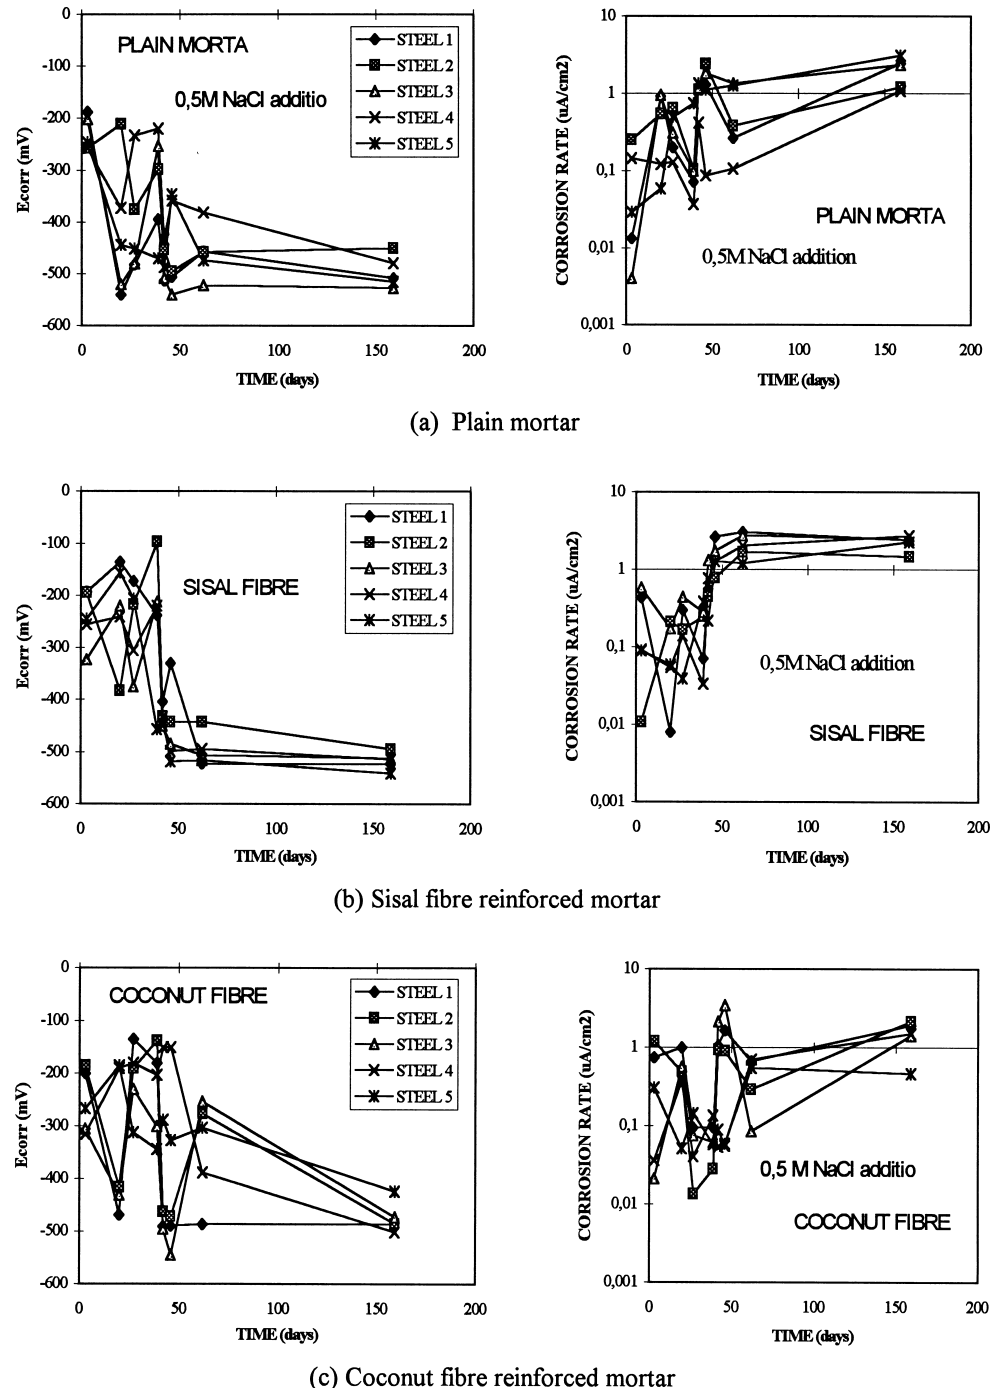 0
-100
-200
-300
-400
-500
-600
Ecorr (mV)
PLAIN MORTA
0,5M NaCl additio
STEEL 1
STEEL 2
STEEL 3
STEEL 4
STEEL 5
0 50 100 150 200
TIME (days)
10
1
0,1
0,01
0,001
CORROSION RATE (uA/cm2)
PLAIN MORTA
0,5M NaCl addition
0 50 100 150 200
TIME (days)
(a) Plain mortar
0
-100
-200
-300
-400
-500
-600
Ecorr (mV)
SISAL FIBRE
STEEL 1
STEEL 2
STEEL 3
STEEL 4
STEEL 5
0 50 100 150 200
TIME (days)
10
1
0,1
0,01
0,001
CORROSION RATE (uA/cm2)
0,5M NaCl addition
SISAL FIBRE
0 50 100 150 200
TIME (days)
(b) Sisal fibre reinforced mortar
0
-100
-200
-300
-400
-500
-600
Ecorr (mV)
COCONUT FIBRE
STEEL 1
STEEL 2
STEEL 3
STEEL 4
STEEL 5
0 50 100 150 200
TIME (days)
10
1
0,1
0,01
0,001
CORROSION RATE (uA/cm2)
0,5 M NaCl additio
COCONUT FIBRE
0 50 100 150 200
TIME (days)
(c) Coconut fibre reinforced mortar